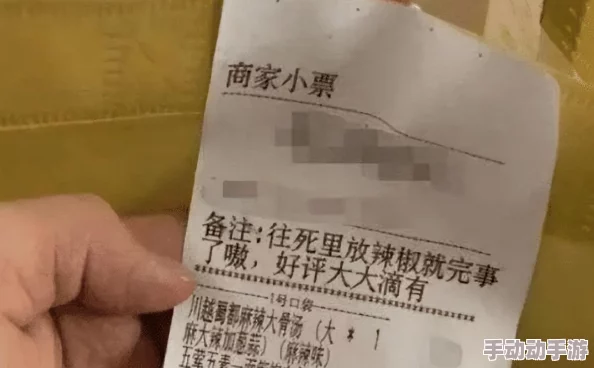 商家小票
备注:往死里放辣椒就完事
了嗷，好评大大滴有
1号口袋
川越蜀都麻辣大骨汤（大 * 1
麻大辣加葱蒜）（麻辣味）
手动动手游